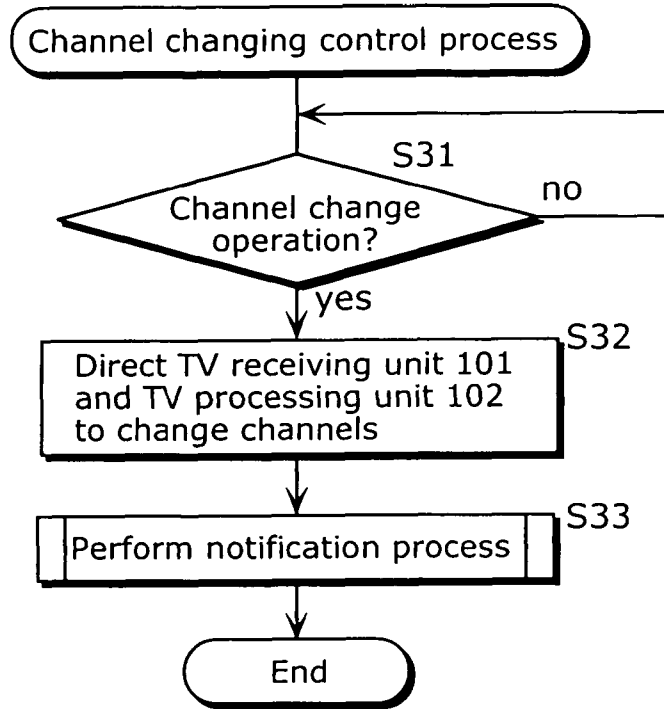 Channel changing control process
S31
Channel change
operation?
no
yes
S32
Direct TV receiving unit 101
and TV processing unit 102
to change channels
S33
Perform notification process
End